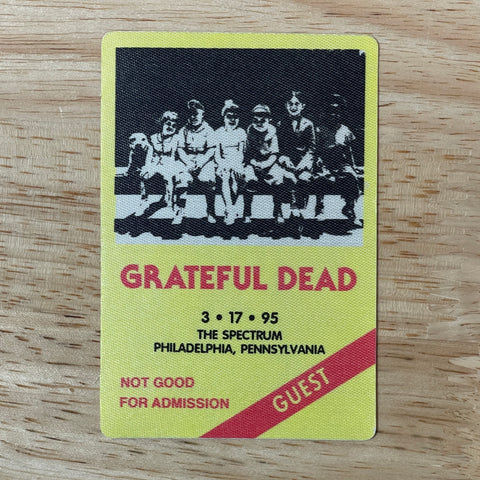 GRATEFUL DEAD
3 • 17 • 95
THE SPECTRUM
PHILADELPHIA, PENNSYLVANIA
NOT GOOD
FOR ADMISSION
GUEST